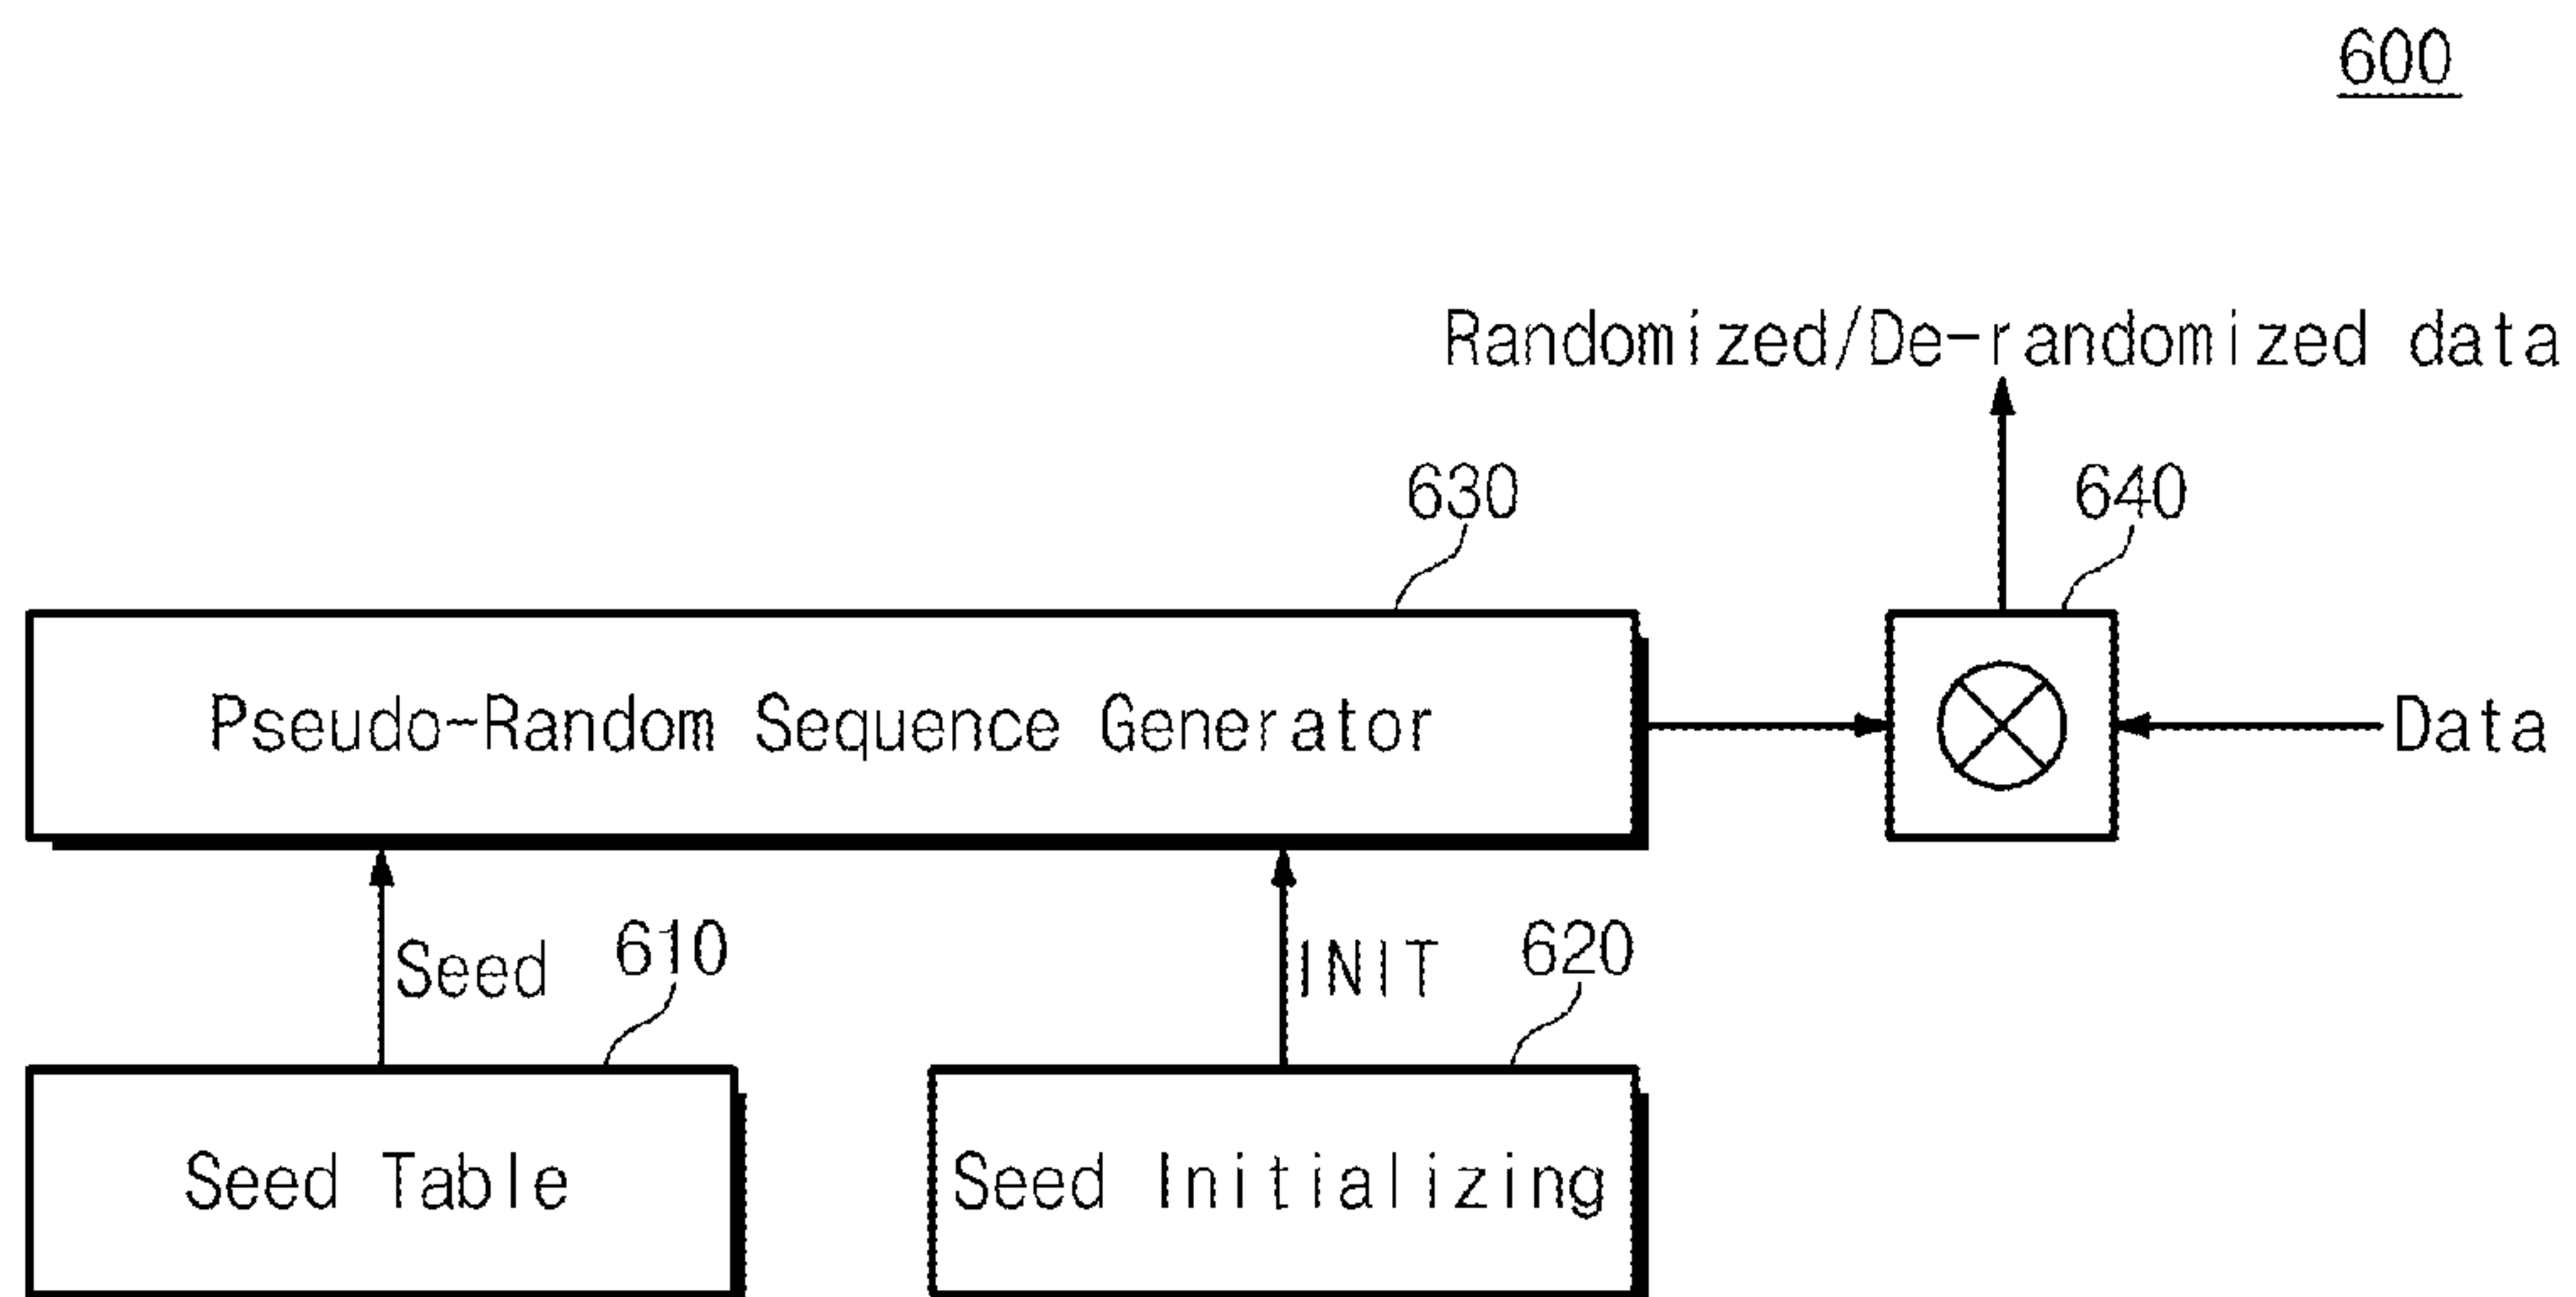 600
Randomized/De-randomized data
630
640
Pseudo-Random Sequence Generator
Data
Seed
610
INIT
620
Seed Table
Seed Initializing